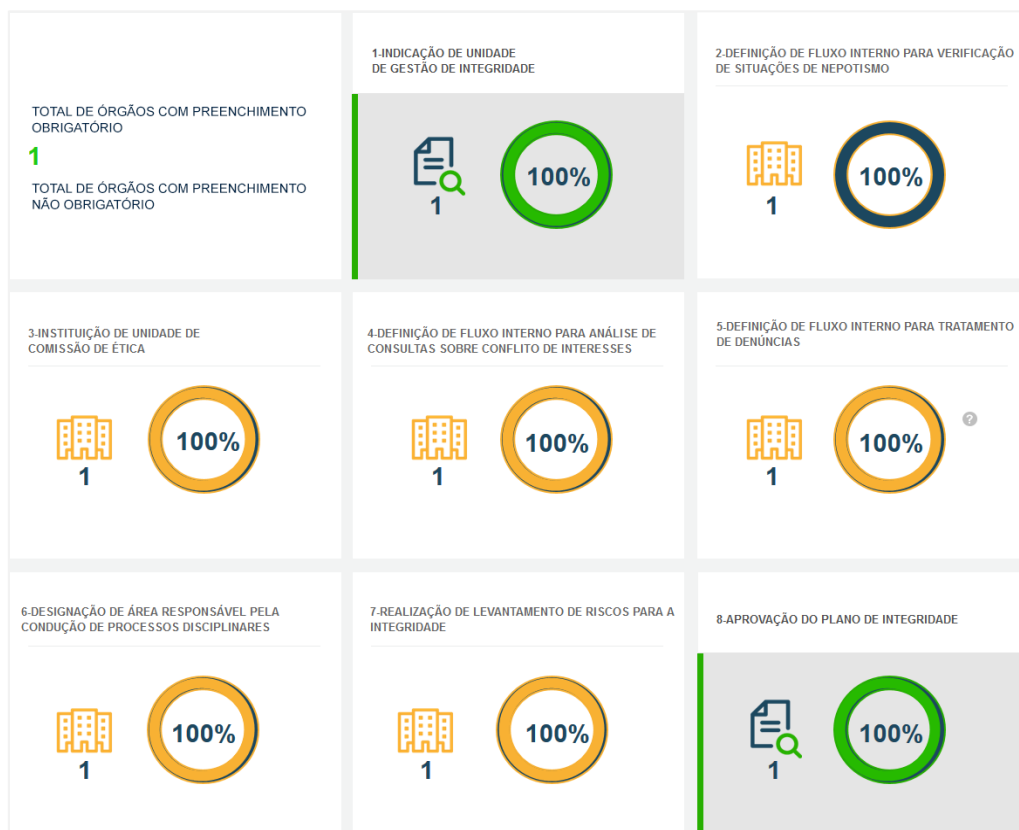 TOTAL DE ÓRGÃOS COM PREENCHIMENTO
OBRIGATÓRIO
1
TOTAL DE ÓRGÃOS COM PREENCHIMENTO
NÃO OBRIGATÓRIO
1-INDICAÇÃO DE UNIDADE
DE GESTÃO DE INTEGRIDADE
100%
1
2-DEFINIÇÃO DE FLUXO INTERNO PARA VERIFICAÇÃO
DE SITUAÇÕES DE NEPOTISMO
100%
1
3-INSTITUIÇÃO DE UNIDADE DE
COMISSÃO DE ÉTICA
100%
1
4-DEFINIÇÃO DE FLUXO INTERNO PARA ANÁLISE DE
CONSULTAS SOBRE CONFLITO DE INTERESSES
100%
1
5-DEFINIÇÃO DE FLUXO INTERNO PARA TRATAMENTO
DE DENÚNCIAS
?
100%
1
6-DESIGNAÇÃO DE ÁREA RESPONSÁVEL PELA
CONDUÇÃO DE PROCESSOS DISCIPLINARES
100%
1
7-REALIZAÇÃO DE LEVANTAMENTO DE RISCOS PARA A
INTEGRIDADE
100%
1
8-APROVAÇÃO DO PLANO DE INTEGRIDADE
100%
1